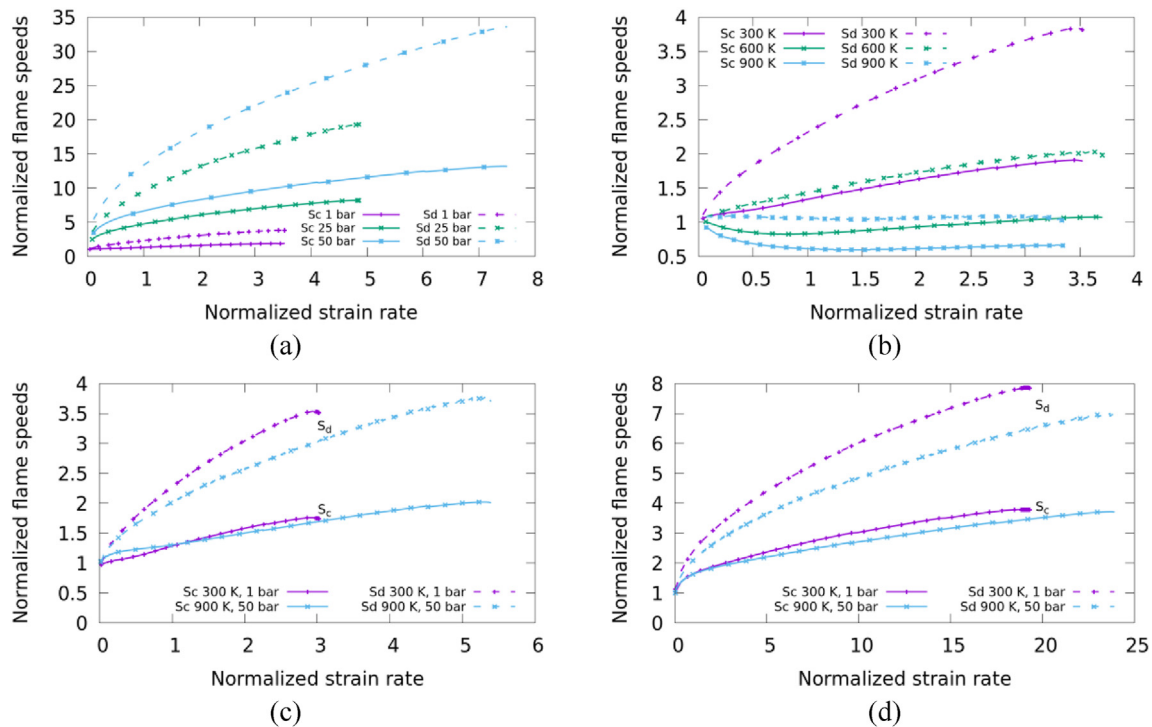 Normalized flame speeds
35
30
25
20
15
10
5
0
Sc 1 bar Sd 1 bar
Sc 25 bar Sd 25 bar
Sc 50 bar Sd 50 bar
0 1 2 3 4 5 6 7 8
Normalized strain rate
(a)
Normalized flame speeds
4
3.5
3
2.5
2
1.5
1
0.5
Sc 300 K Sd 300 K
Sc 600 K Sd 600 K
Sc 900 K Sd 900 K
0 0.5 1 1.5 2 2.5 3 3.5 4
Normalized strain rate
(b)
Normalized flame speeds
4
3.5
3
2.5
2
1.5
1
0.5
0
Sd
Sc
Sc 300 K, 1 bar Sd 300 K, 1 bar
Sc 900 K, 50 bar Sd 900 K, 50 bar
0 1 2 3 4 5 6
Normalized strain rate
(c)
Normalized flame speeds
8
7
6
5
4
3
2
1
0
Sd
Sc
Sc 300 K, 1 bar Sd 300 K, 1 bar
Sc 900 K, 50 bar Sd 900 K, 50 bar
0 5 10 15 20 25
Normalized strain rate
(d)